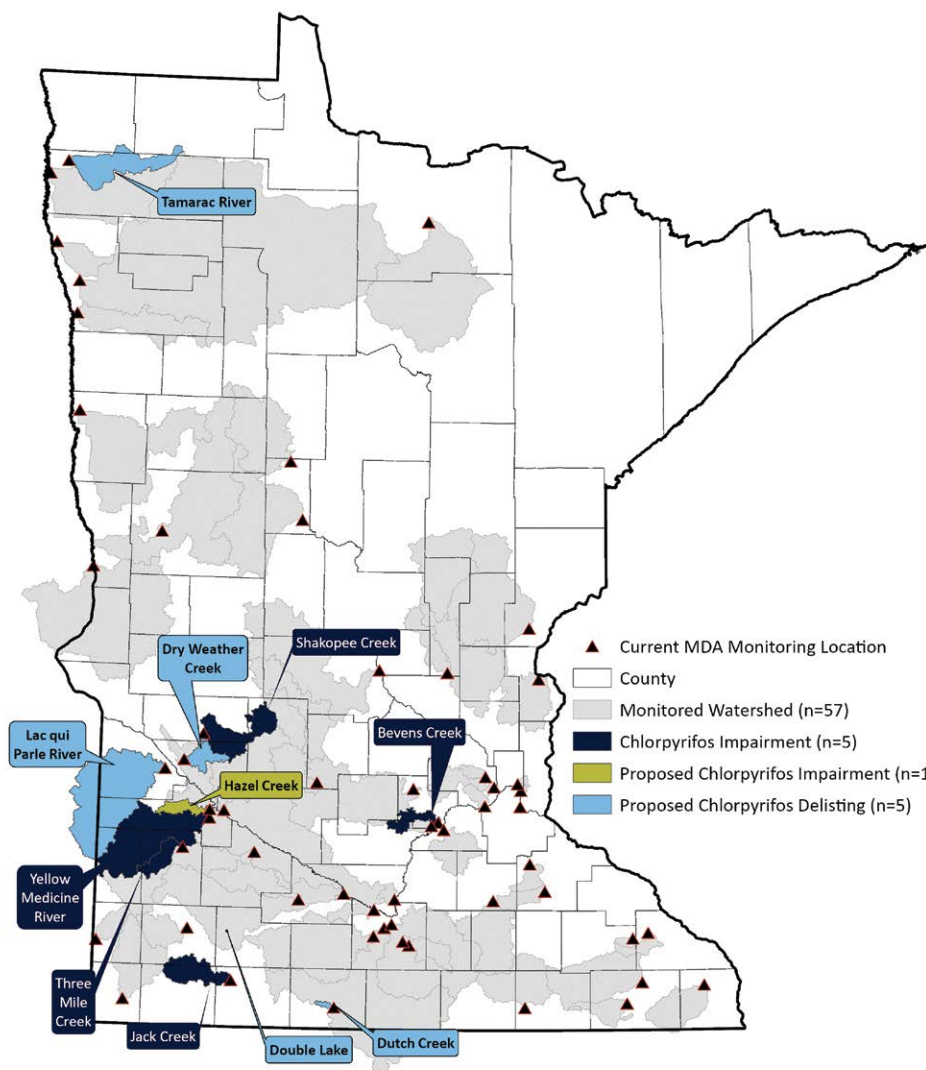 Tamarac River
Shakopee Creek
Dry Weather
Creek
Lac qui
Parle River
Hazel Creek
Bevens Creek
Yellow
Medicine
River
Three
Mile
Creek
Jack Creek
Double Lake
Dutch Creek
Current MDA Monitoring Location
County
Monitored Watershed (n=57)
Chlorpyrifos Impairment (n=5)
Proposed Chlorpyrifos Impairment (n=1
Proposed Chlorpyrifos Delisting (n=5)